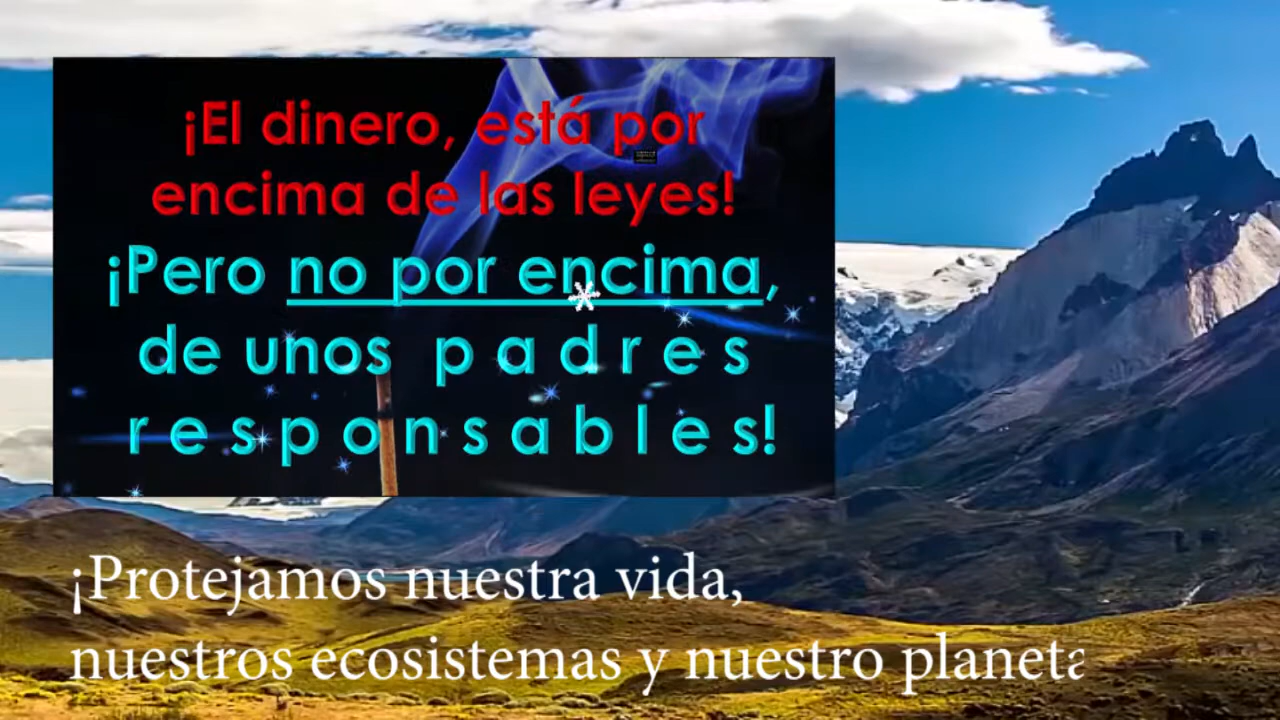 ¡El dinero, está por
encima de las leyes!
¡Pero no por encima,
de unos p a d r e s
r e s p o n s a b l e s!
¡Protejamos nuestra vida,
nuestros ecosistemas y nuestro planeta